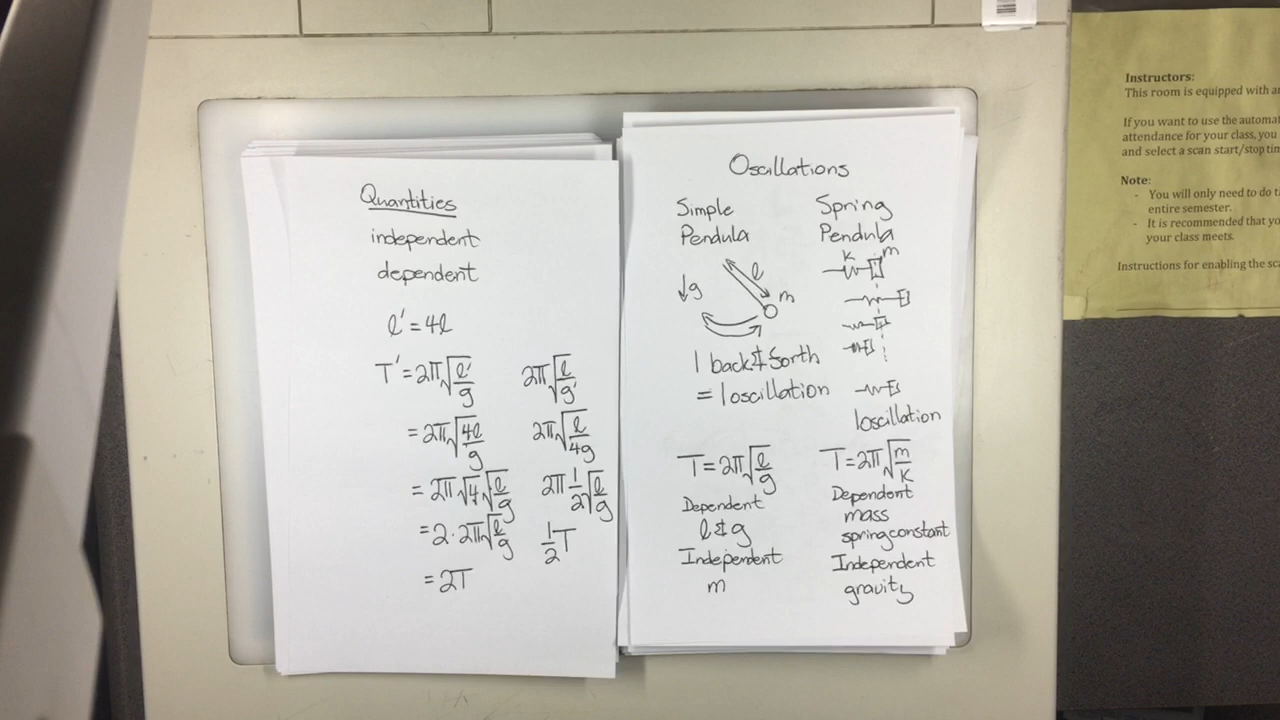 Quantities
independent
dependent
l' = 4l
T' = 2π√(l'/g)
= 2π√(4l/g)
= 2π√4 √(l/g)
= 2·2π√(l/g)
= 2T
2π√(l/g')
2π√(l/4g)
2π 1/2 √(l/g)
1/2 T
Oscillations
Simple
Pendula
↓g
l
m
1 back & forth
= 1 oscillation
T = 2π√(l/g)
Dependent
l & g
Independent
m
Spring
Pendula
k m
1 oscillation
T = 2π√(m/k)
Dependent
mass
spring constant
Independent
gravity
Instructors:
This room is equipped with
If you want to use the
attendance for your class, you
and select a scan start/stop
Note:
- You will only need to do
entire semester.
- It is recommended that
your class meets.
Instructions for enabling the